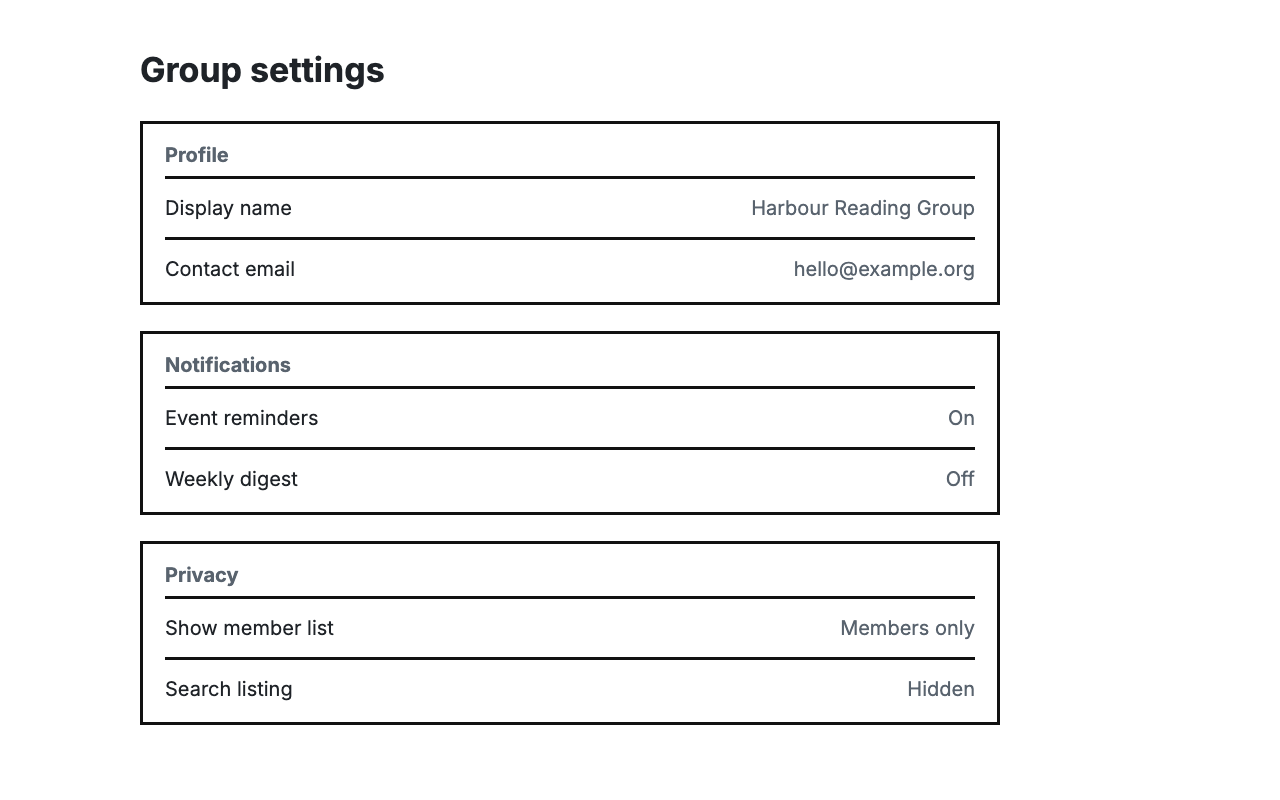 Group settings
Profile
Display name Harbour Reading Group
Contact email hello@example.org
Notifications
Event reminders On
Weekly digest Off
Privacy
Show member list Members only
Search listing Hidden